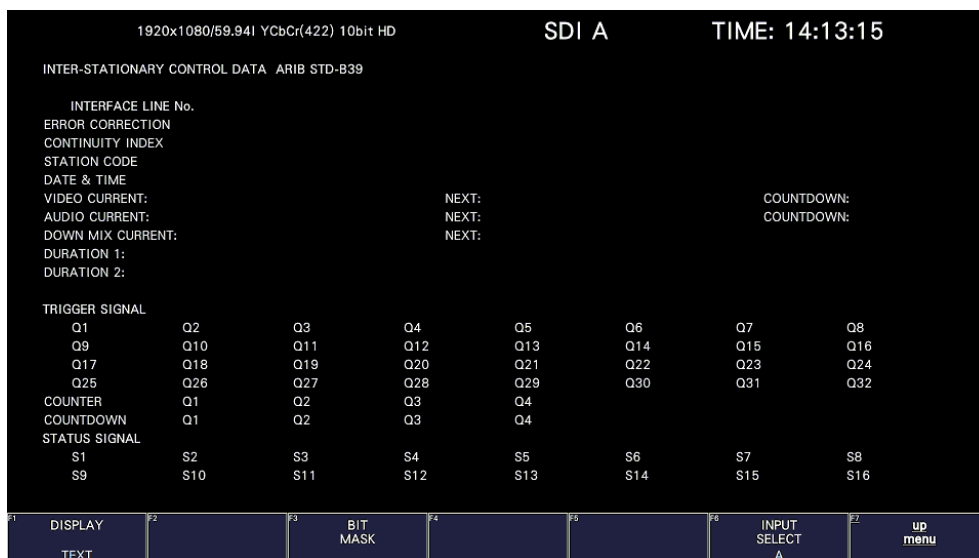 1920x1080/59.94I YCbCr(422) 10bit HD SDI A TIME: 14:13:15
INTER-STATIONARY CONTROL DATA ARIB STD-B39
INTERFACE LINE No.
ERROR CORRECTION
CONTINUITY INDEX
STATION CODE
DATE & TIME
VIDEO CURRENT: NEXT: COUNTDOWN:
AUDIO CURRENT: NEXT: COUNTDOWN:
DOWN MIX CURRENT: NEXT:
DURATION 1:
DURATION 2:
TRIGGER SIGNAL
Q1 Q2 Q3 Q4 Q5 Q6 Q7 Q8
Q9 Q10 Q11 Q12 Q13 Q14 Q15 Q16
Q17 Q18 Q19 Q20 Q21 Q22 Q23 Q24
Q25 Q26 Q27 Q28 Q29 Q30 Q31 Q32
COUNTER Q1 Q2 Q3 Q4
COUNTDOWN Q1 Q2 Q3 Q4
STATUS SIGNAL
S1 S2 S3 S4 S5 S6 S7 S8
S9 S10 S11 S12 S13 S14 S15 S16
F1 DISPLAY F2 F3 BIT F4 F5 F6 INPUT F7 up
MASK SELECT menu
TEXT A